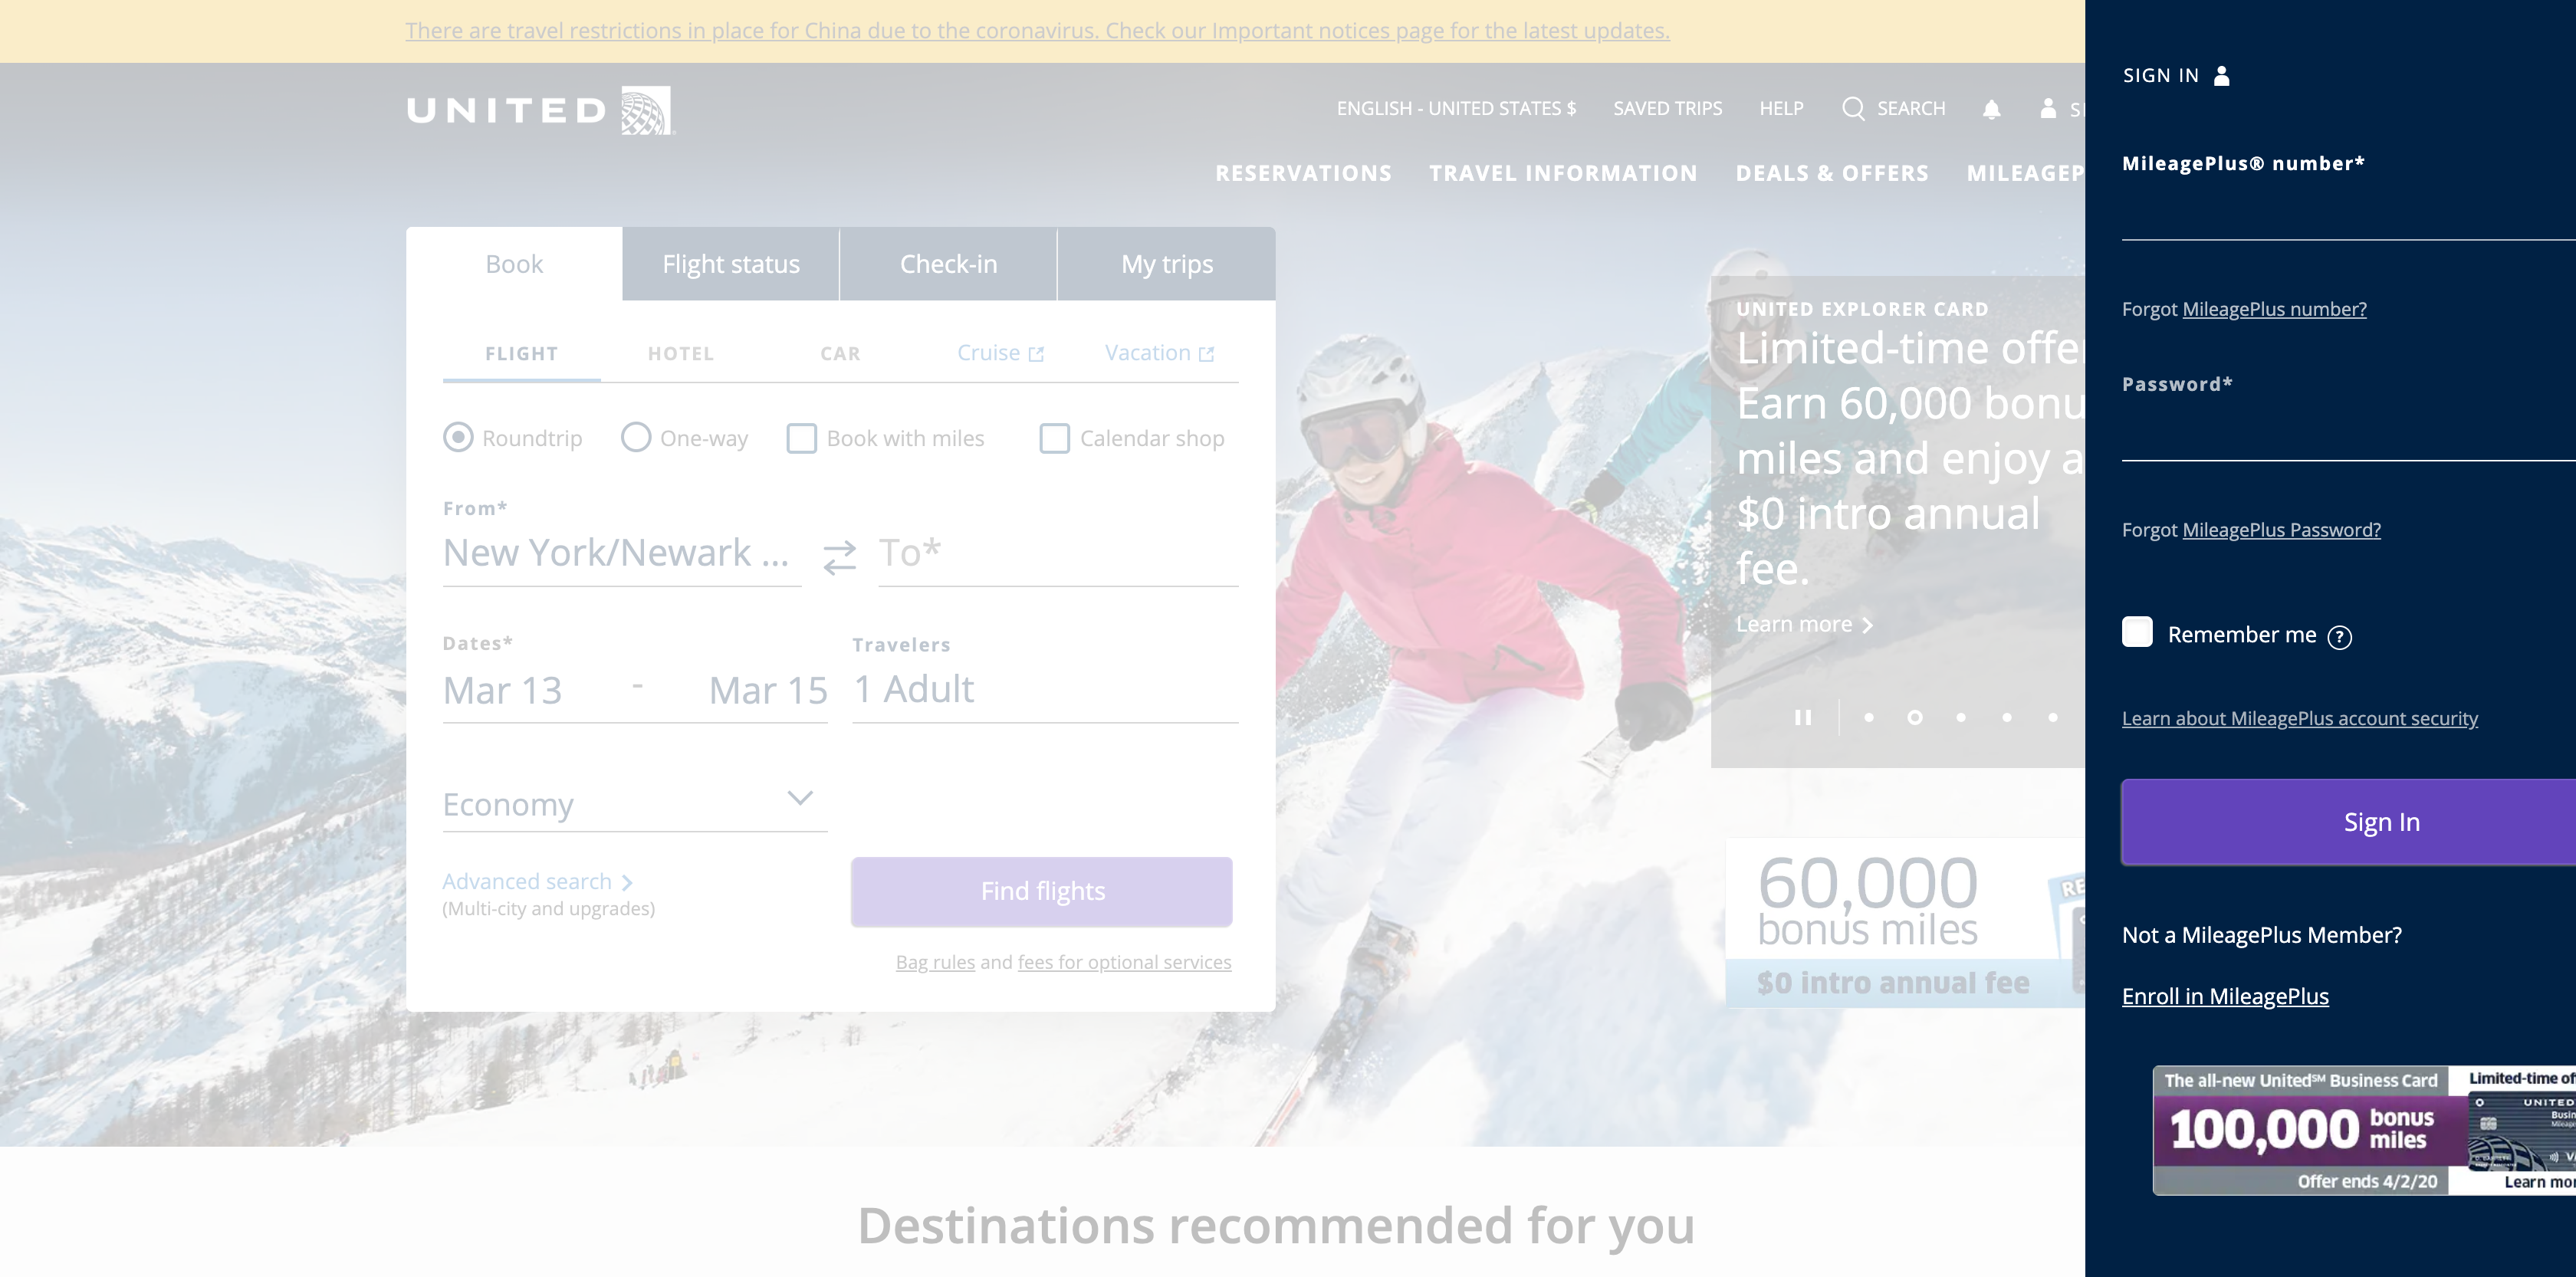 There are travel restrictions in place for China due to the coronavirus. Check our Important notices page for the latest updates.
UNITED
ENGLISH - UNITED STATES $ SAVED TRIPS HELP SEARCH
RESERVATIONS TRAVEL INFORMATION DEALS & OFFERS MILEAGEP
Book Flight status Check-in My trips
FLIGHT HOTEL CAR Cruise Vacation
Roundtrip One-way Book with miles Calendar shop
From*
New York/Newark ... To*
Dates* Travelers
Mar 13 - Mar 15 1 Adult
Economy
Advanced search
(Multi-city and upgrades)
Find flights
Bag rules and fees for optional services
UNITED EXPLORER CARD
Limited-time offer
Earn 60,000 bonu
miles and enjoy a
$0 intro annual
fee.
Learn more
60,000
bonus miles
$0 intro annual fee
RE
Destinations recommended for you
SIGN IN
MileagePlus® number*
Forgot MileagePlus number?
Password*
Forgot MileagePlus Password?
Remember me ?
Learn about MileagePlus account security
Sign In
Not a MileagePlus Member?
Enroll in MileagePlus
The all-new United℠ Business Card
100,000 bonus
miles
Offer ends 4/2/20
Limited-time of
UNITED
Busin
Mileage
Learn mor